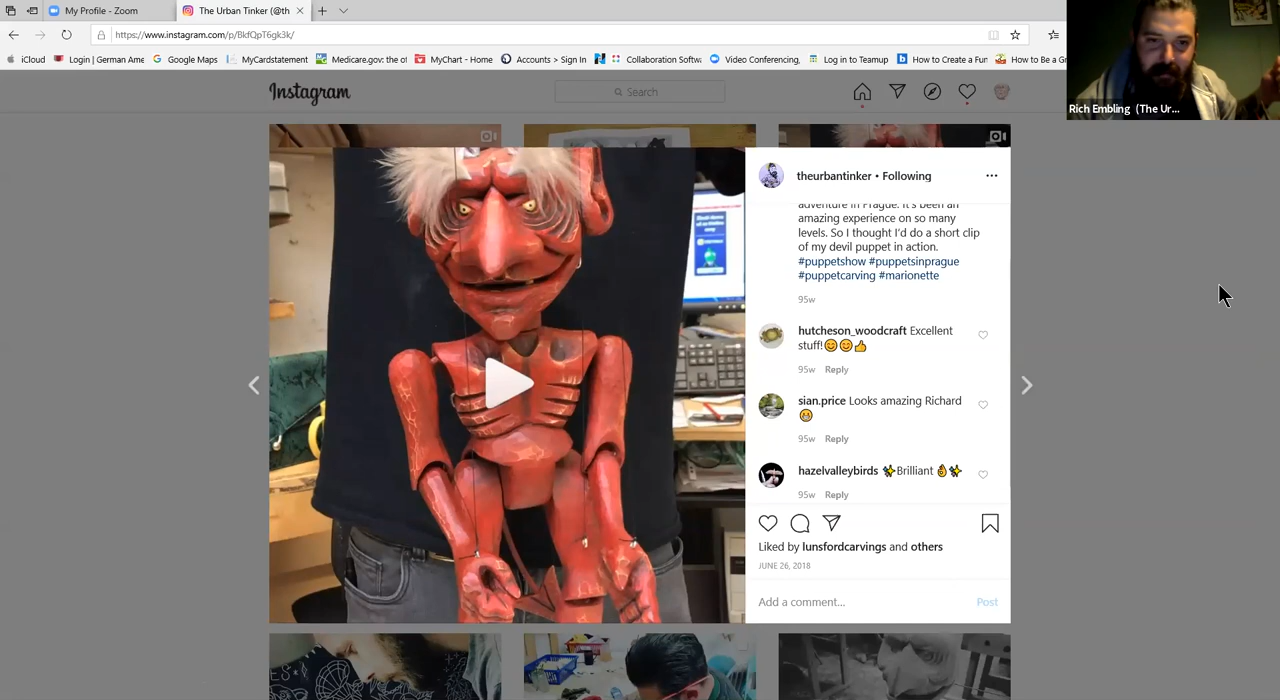 My Profile - Zoom
The Urban Tinker (@th
https://www.instagram.com/p/BkfQpT6gk3k/
iCloud
Login | German Ame
Google Maps
MyCardstatement
Medicare.gov: the of
MyChart - Home
Accounts > Sign In
Collaboration Softwa
Video Conferencing,
Log in to Teamup
How to Create a Fun
How to Be a Gr
Rich Embling (The Ur...
Instagram
Search
theurbantinker • Following
adventure in Prague. It's been an
amazing experience on so many
levels. So I thought I'd do a short clip
of my devil puppet in action.
#puppetshow #puppetsinprague
#puppetcarving #marionette
95w
hutcheson_woodcraft Excellent
stuff!😊😊👍
95w Reply
sian.price Looks amazing Richard
😁
95w Reply
hazelvalleybirds ✨Brilliant👌✨
95w Reply
Liked by lunsfordcarvings and others
JUNE 26, 2018
Add a comment...
Post